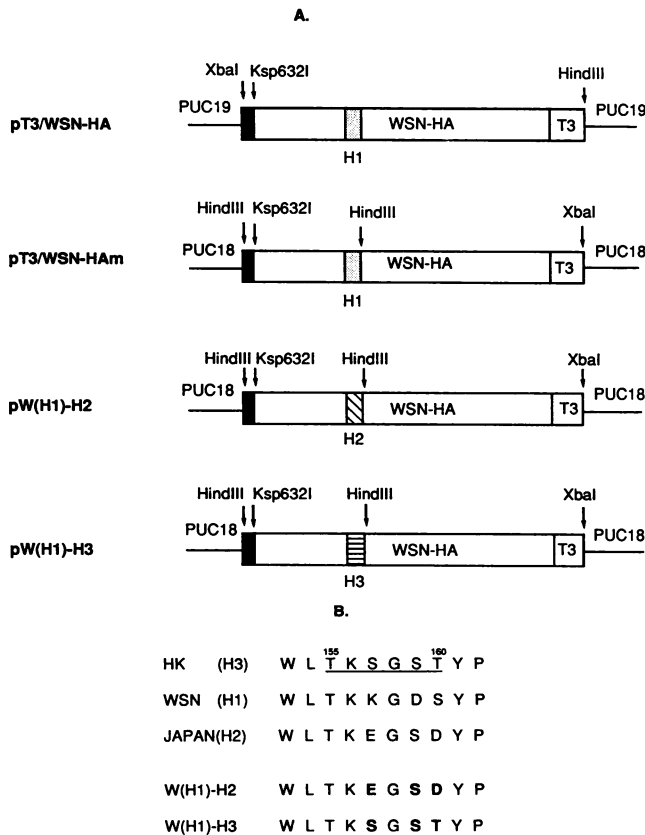 A.
XbaI Ksp632I HindIII
PUC19 PUC19
pT3/WSN-HA WSN-HA T3
H1
HindIII Ksp632I HindIII XbaI
PUC18 PUC18
pT3/WSN-HAm WSN-HA T3
H1
HindIII Ksp632I HindIII XbaI
PUC18 PUC18
pW(H1)-H2 WSN-HA T3
H2
HindIII Ksp632I HindIII XbaI
PUC18 PUC18
pW(H1)-H3 WSN-HA T3
H3
B.
155 160
HK (H3) W L T K S G S T Y P
WSN (H1) W L T K K G D S Y P
JAPAN(H2) W L T K E G S D Y P
W(H1)-H2 W L T K E G S D Y P
W(H1)-H3 W L T K S G S T Y P